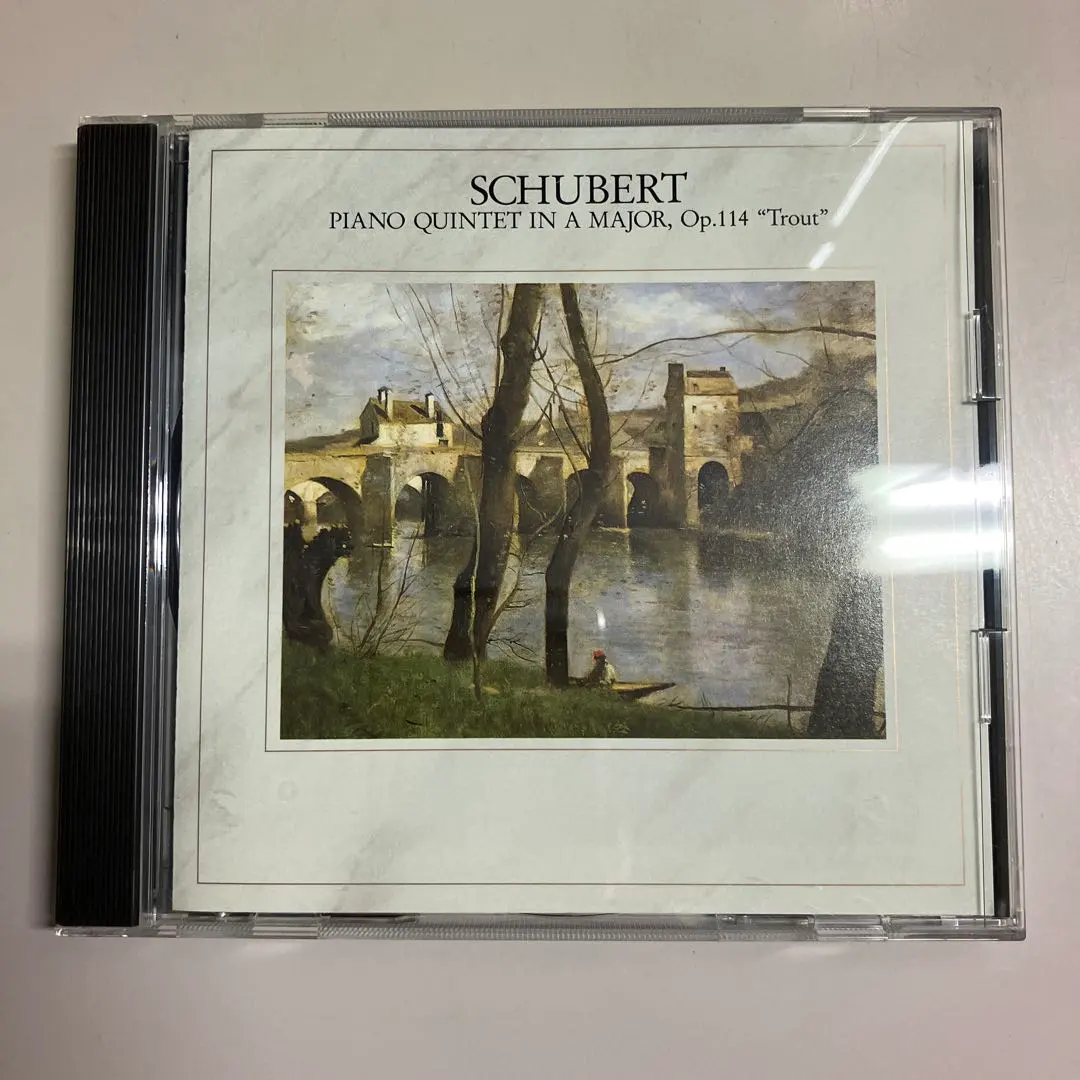 SCHUBERT
PIANO QUINTET IN A MAJOR, Op.114 “Trout”